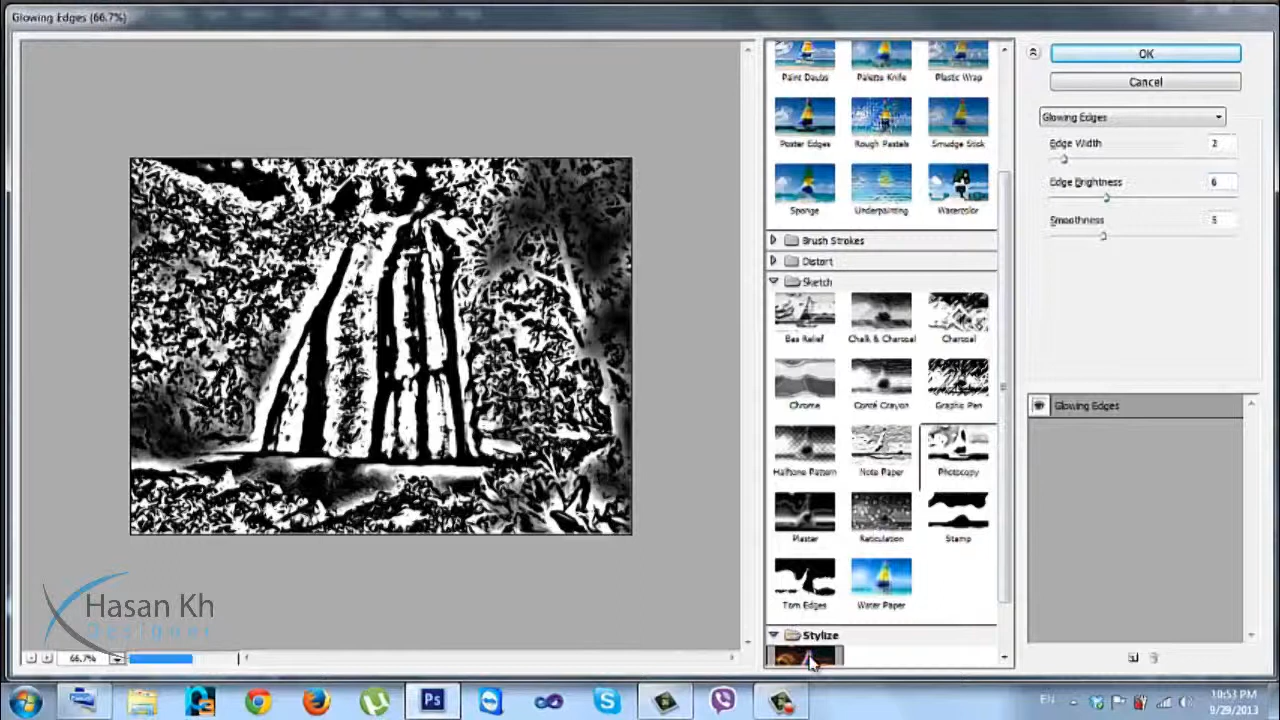 Glowing Edges (66.7%)
Paint Daubs
Palette Knife
Plastic Wrap
Poster Edges
Rough Pastels
Smudge Stick
Sponge
Underpainting
Watercolor
Brush Strokes
Distort
Sketch
Bas Relief
Chalk & Charcoal
Charcoal
Chrome
Conté Crayon
Graphic Pen
Halftone Pattern
Note Paper
Photocopy
Plaster
Reticulation
Stamp
Torn Edges
Water Paper
Stylize
OK
Cancel
Glowing Edges
Edge Width 2
Edge Brightness 6
Smoothness 5
Glowing Edges
Hasan Kh
Designer
66.7%
Ps
EN
10:53 PM
9/29/2013